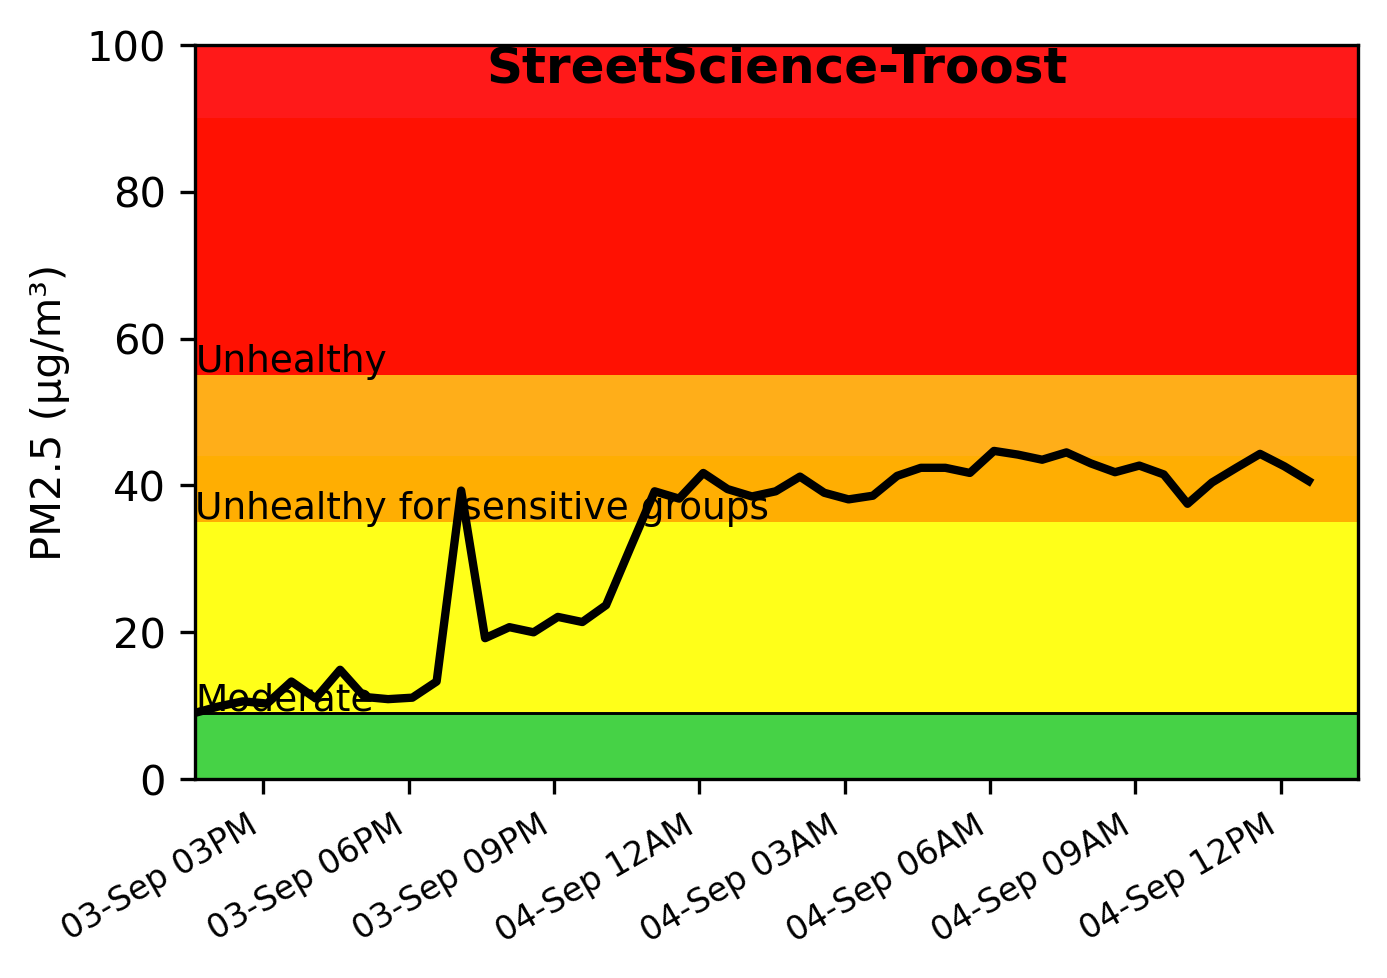 StreetScience-Troost
100
80
60
40
20
0
PM2.5 (μg/m³)
Unhealthy
Unhealthy for sensitive groups
Moderate
03-Sep 03PM
03-Sep 06PM
03-Sep 09PM
04-Sep 12AM
04-Sep 03AM
04-Sep 06AM
04-Sep 09AM
04-Sep 12PM